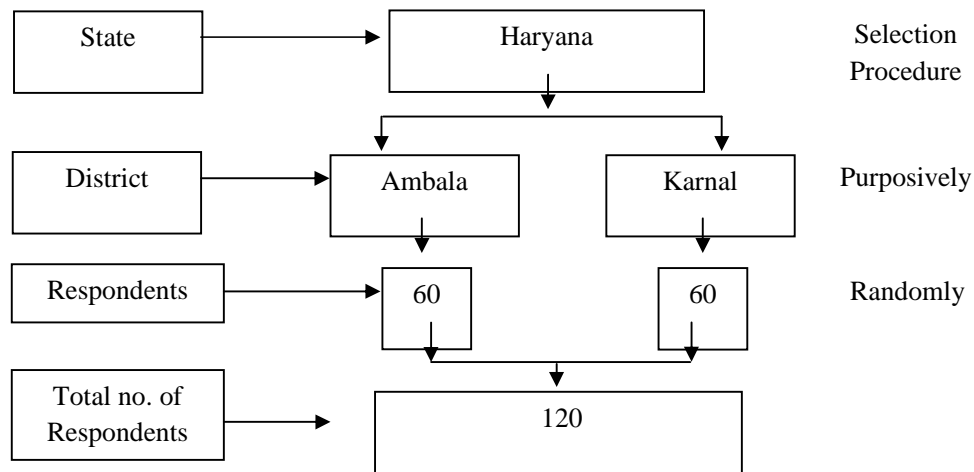 State
Haryana
Selection
Procedure
District
Ambala
Karnal
Purposively
Respondents
60
60
Randomly
Total no. of
Respondents
120